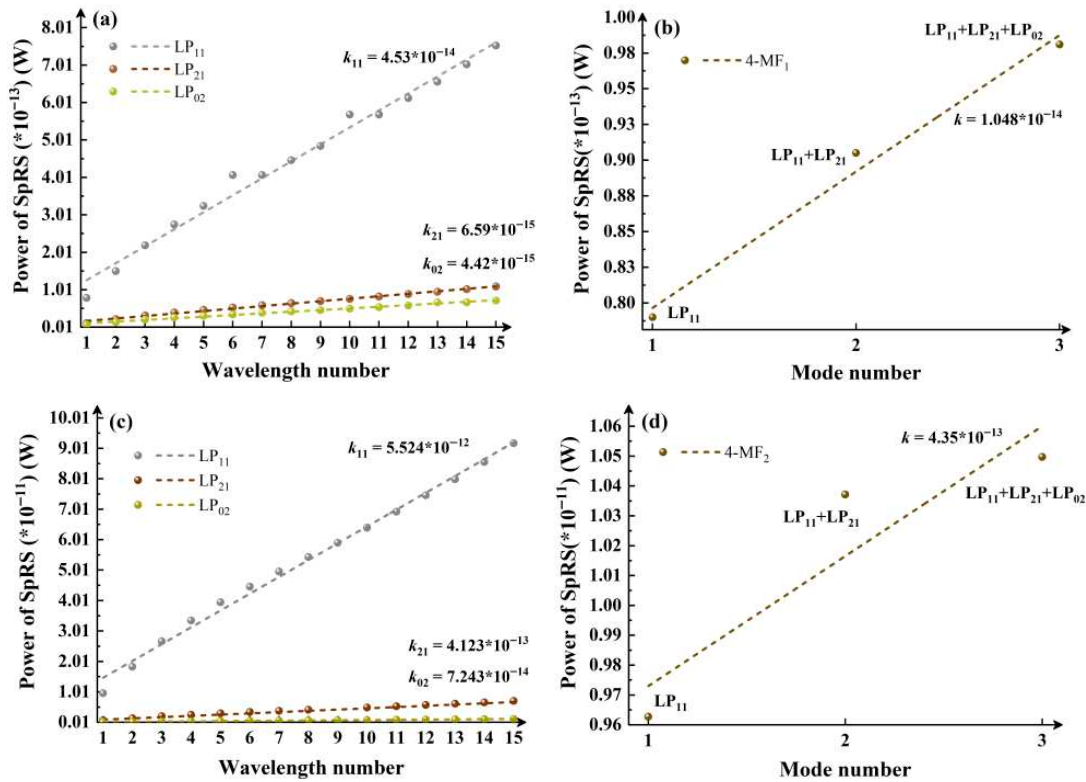 (a)
Power of SpRS (*10⁻¹³) (W)
8.01
7.01
6.01
5.01
4.01
3.01
2.01
1.01
0.01
LP₁₁
LP₂₁
LP₀₂
k₁₁ = 4.53*10⁻¹⁴
k₂₁ = 6.59*10⁻¹⁵
k₀₂ = 4.42*10⁻¹⁵
1 2 3 4 5 6 7 8 9 10 11 12 13 14 15
Wavelength number
(b)
Power of SpRS(*10⁻¹³) (W)
1.00
0.98
0.95
0.93
0.90
0.88
0.85
0.83
0.80
4-MF₁
LP₁₁+LP₂₁+LP₀₂
k = 1.048*10⁻¹⁴
LP₁₁+LP₂₁
LP₁₁
1 2 3
Mode number
(c)
Power of SpRS (*10⁻¹¹) (W)
10.01
9.01
8.01
7.01
6.01
5.01
4.01
3.01
2.01
1.01
0.01
LP₁₁
LP₂₁
LP₀₂
k₁₁ = 5.524*10⁻¹²
k₂₁ = 4.123*10⁻¹³
k₀₂ = 7.243*10⁻¹⁴
1 2 3 4 5 6 7 8 9 10 11 12 13 14 15
Wavelength number
(d)
Power of SpRS(*10⁻¹¹) (W)
1.06
1.05
1.04
1.03
1.02
1.01
1.00
0.99
0.98
0.97
0.96
4-MF₂
k = 4.35*10⁻¹³
LP₁₁+LP₂₁
LP₁₁+LP₂₁+LP₀₂
LP₁₁
1 2 3
Mode number